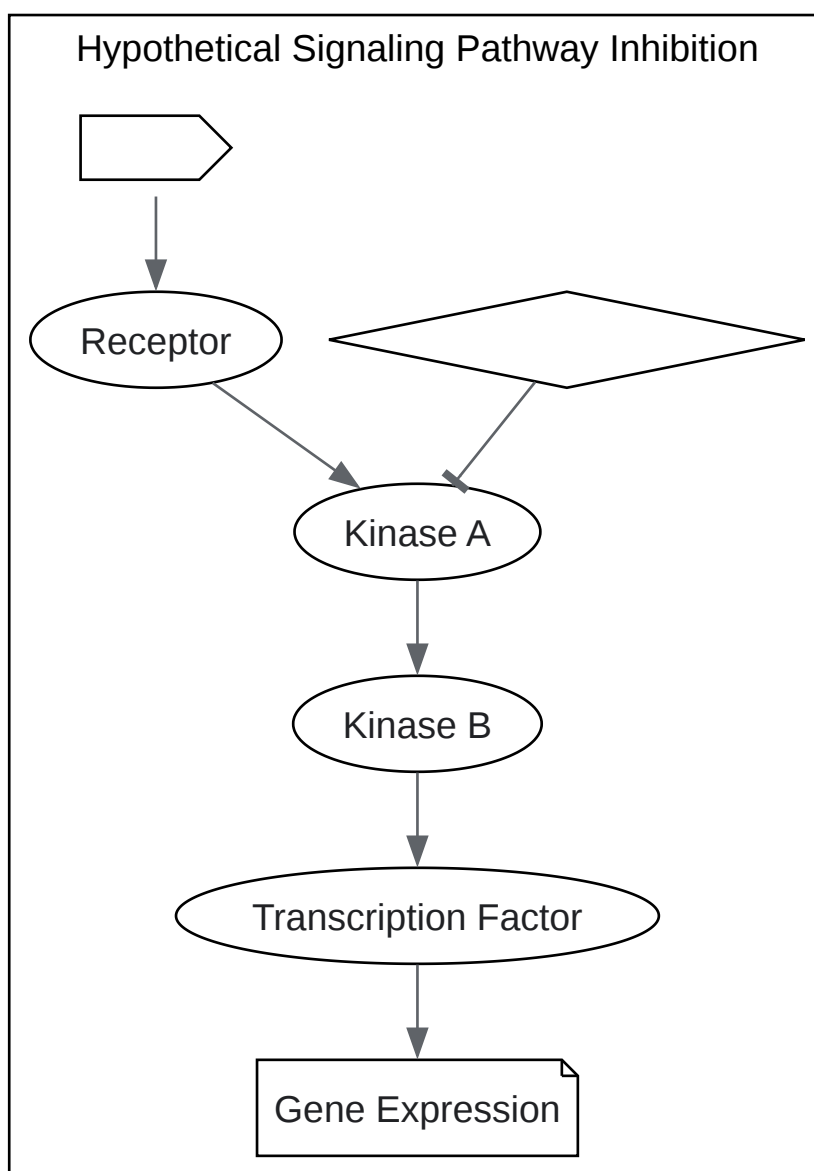 Hypothetical Signaling Pathway Inhibition
Receptor
Kinase A
Kinase B
Transcription Factor
Gene Expression